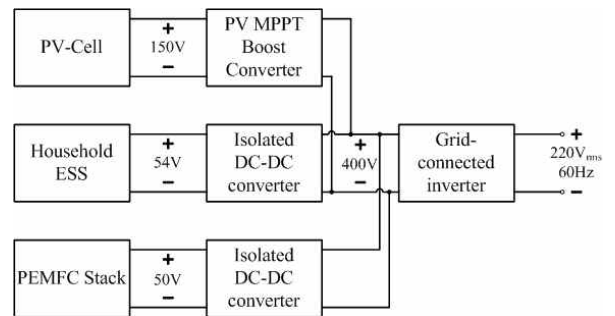 PV-Cell
+
150V
−
PV MPPT
Boost
Converter
Household
ESS
+
54V
−
Isolated
DC-DC
converter
+
400V
−
Grid-
connected
inverter
+
220Vrms
60Hz
−
PEMFC Stack
+
50V
−
Isolated
DC-DC
converter